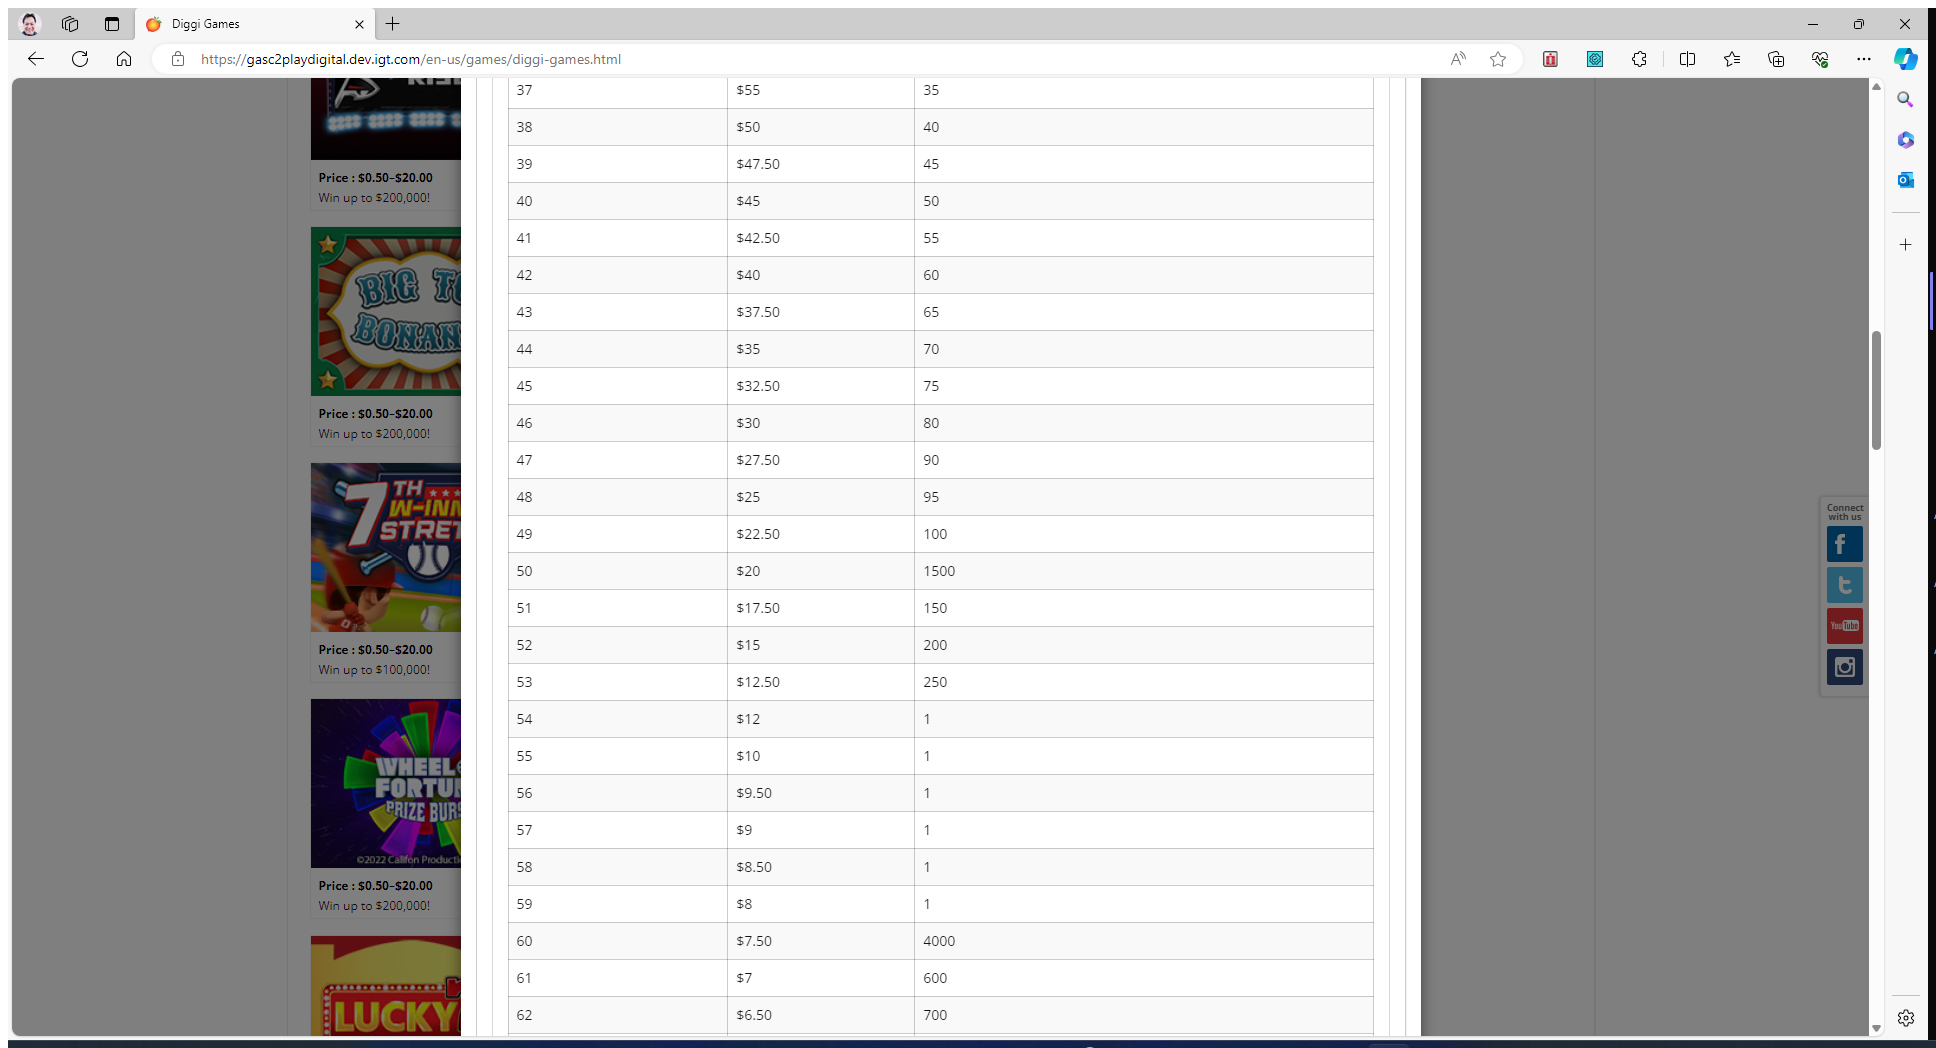 Diggi Games
https://gasc2playdigital.dev.igt.com/en-us/games/diggi-games.html
Price : $0.50-$20.00
Win up to $200,000!
BIG
BONAN
Price : $0.50-$20.00
Win up to $200,000!
7TH
W-INN
STRET
Price : $0.50-$20.00
Win up to $100,000!
WHEEL
FORTU
PRIZE BURS
©2022 Califon Producti
Price : $0.50-$20.00
Win up to $200,000!
LUCKY
37 $55 35
38 $50 40
39 $47.50 45
40 $45 50
41 $42.50 55
42 $40 60
43 $37.50 65
44 $35 70
45 $32.50 75
46 $30 80
47 $27.50 90
48 $25 95
49 $22.50 100
50 $20 1500
51 $17.50 150
52 $15 200
53 $12.50 250
54 $12 1
55 $10 1
56 $9.50 1
57 $9 1
58 $8.50 1
59 $8 1
60 $7.50 4000
61 $7 600
62 $6.50 700
Connect
with us
You Tube